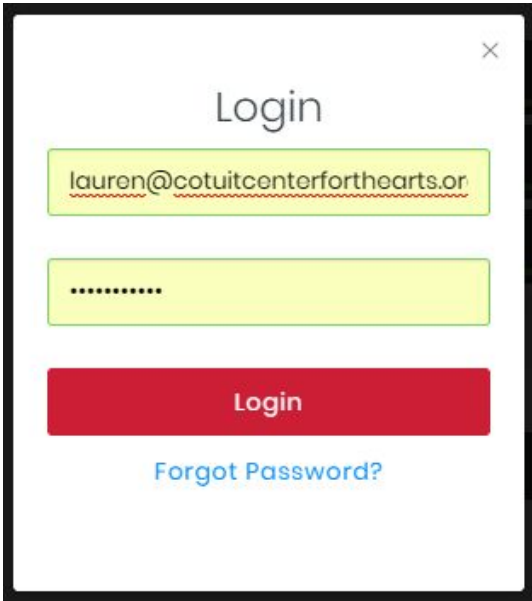 Login
lauren@cotuitcenterforthearts.or
•••••••••••
Login
Forgot Password?